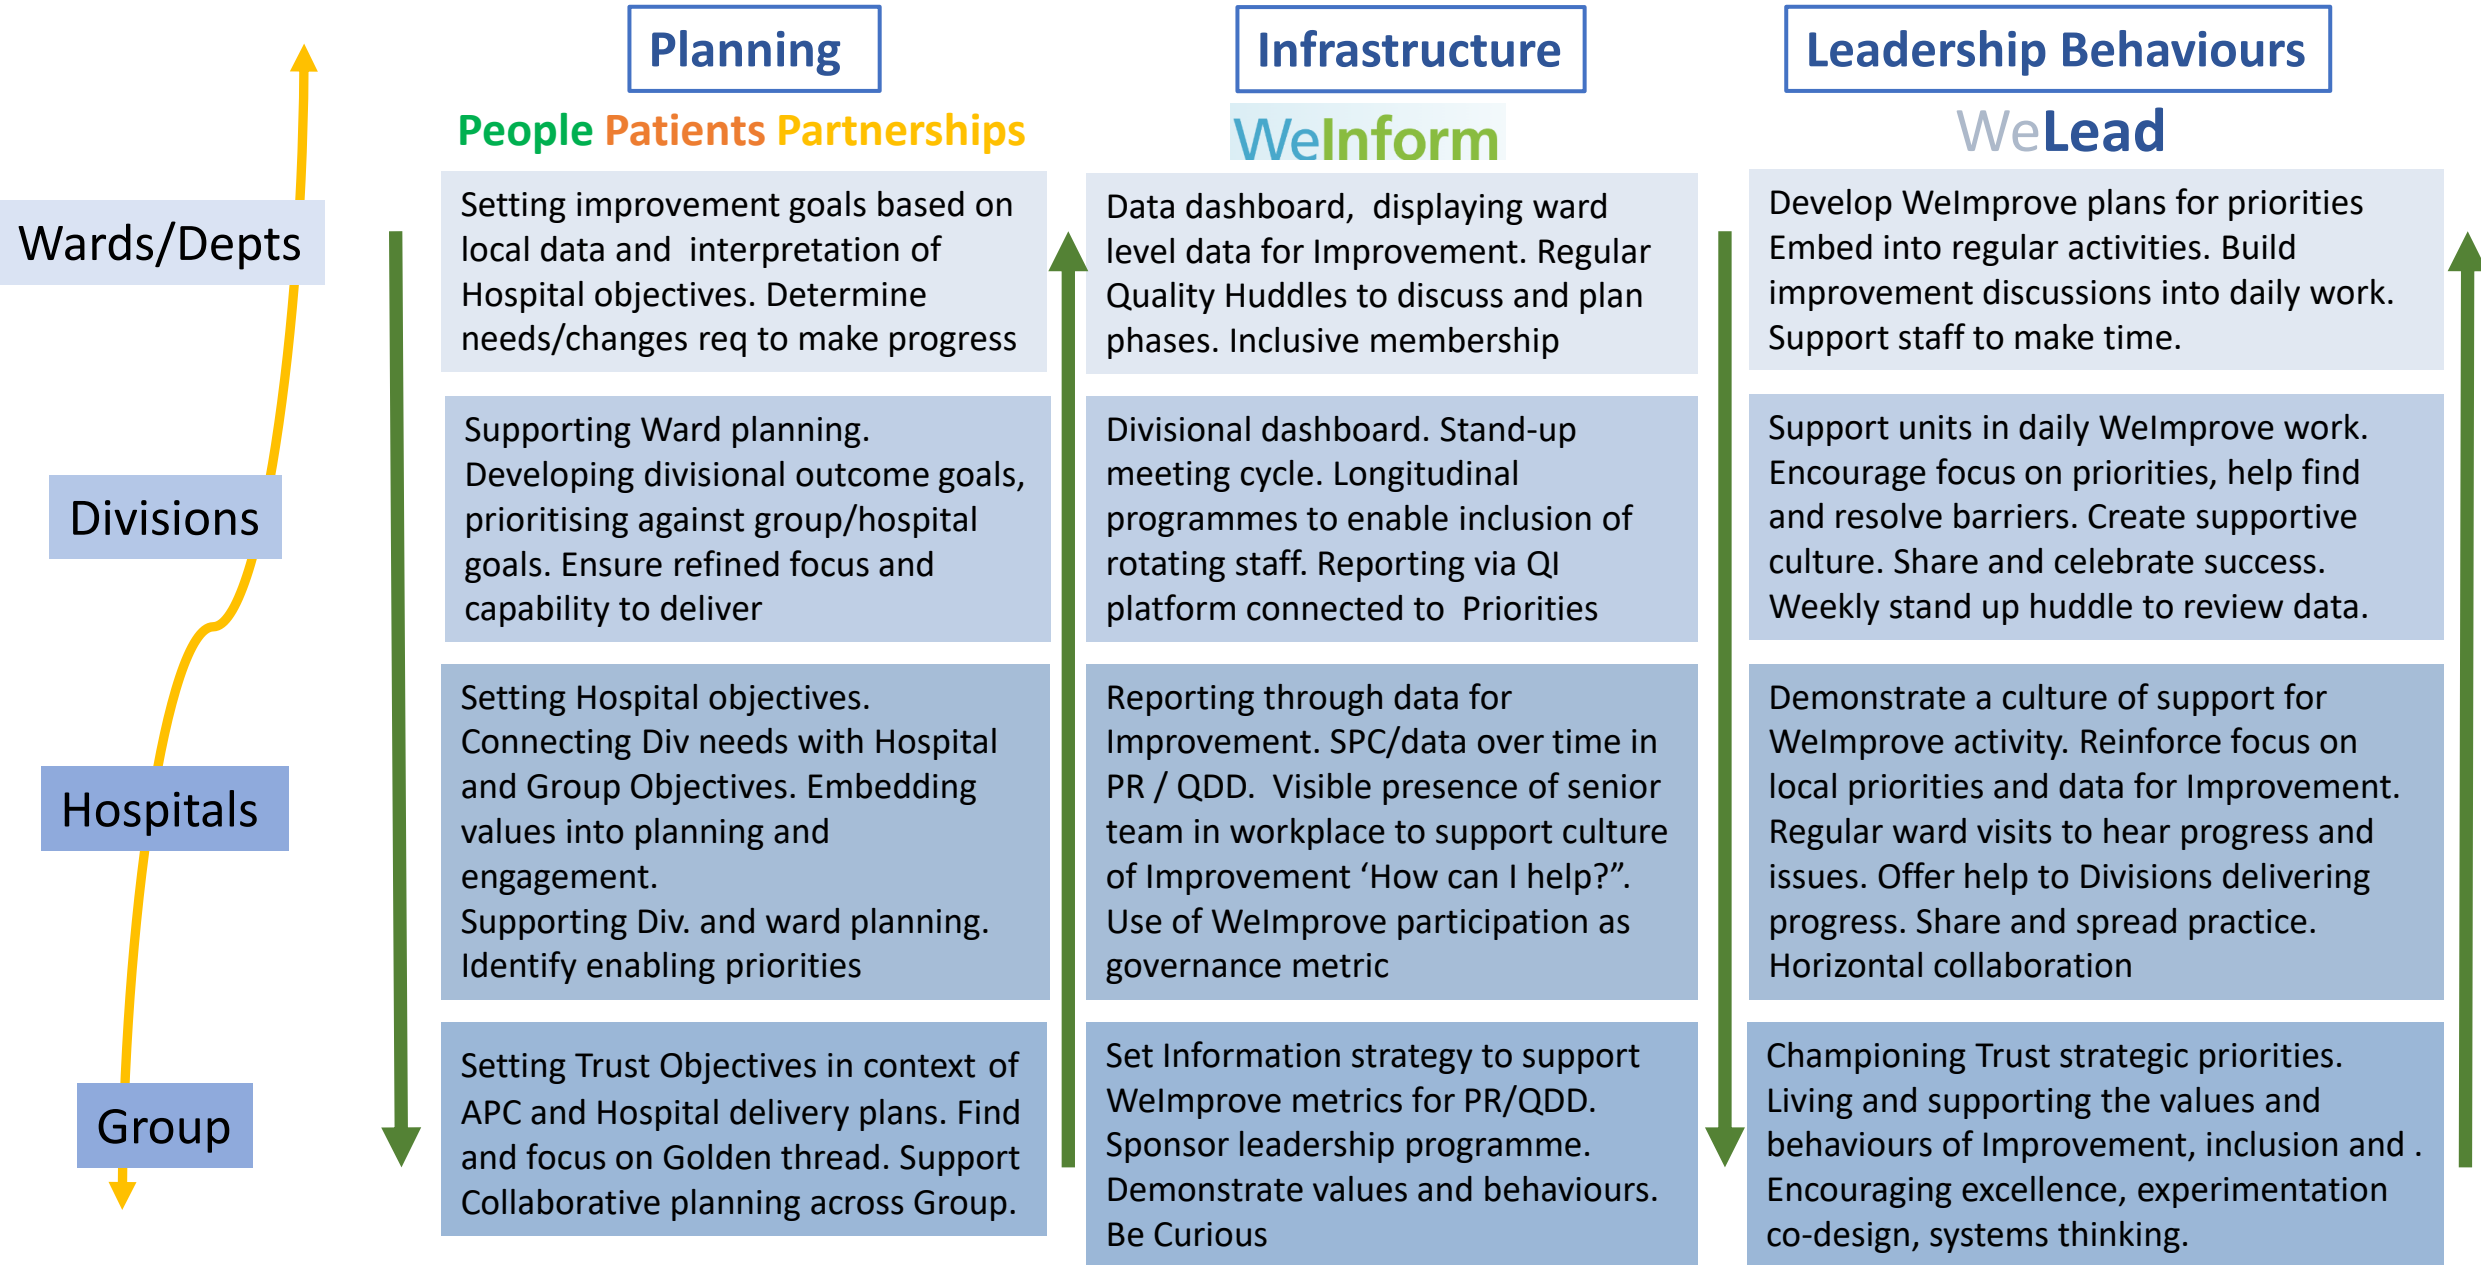 Planning
Infrastructure
Leadership Behaviours
People Patients Partnerships
WeInform
WeLead
Wards/Depts
Setting improvement goals based on
local data and  interpretation of
Hospital objectives. Determine
needs/changes req to make progress
Data dashboard,  displaying ward
level data for Improvement. Regular
Quality Huddles to discuss and plan
phases. Inclusive membership
Develop WeImprove plans for priorities
Embed into regular activities. Build
improvement discussions into daily work.
Support staff to make time.
Divisions
Supporting Ward planning.
Developing divisional outcome goals,
prioritising against group/hospital
goals. Ensure refined focus and
capability to deliver
Divisional dashboard. Stand-up
meeting cycle. Longitudinal
programmes to enable inclusion of
rotating staff. Reporting via QI
platform connected to  Priorities
Support units in daily WeImprove work.
Encourage focus on priorities, help find
and resolve barriers. Create supportive
culture. Share and celebrate success.
Weekly stand up huddle to review data.
Hospitals
Setting Hospital objectives.
Connecting Div needs with Hospital
and Group Objectives. Embedding
values into planning and
engagement.
Supporting Div. and ward planning.
Identify enabling priorities
Reporting through data for
Improvement. SPC/data over time in
PR / QDD.  Visible presence of senior
team in workplace to support culture
of Improvement ‘How can I help?”.
Use of WeImprove participation as
governance metric
Demonstrate a culture of support for
WeImprove activity. Reinforce focus on
local priorities and data for Improvement.
Regular ward visits to hear progress and
issues. Offer help to Divisions delivering
progress. Share and spread practice.
Horizontal collaboration
Group
Setting Trust Objectives in context of
APC and Hospital delivery plans. Find
and focus on Golden thread. Support
Collaborative planning across Group.
Set Information strategy to support
WeImprove metrics for PR/QDD.
Sponsor leadership programme.
Demonstrate values and behaviours.
Be Curious
Championing Trust strategic priorities.
Living and supporting the values and
behaviours of Improvement, inclusion and .
Encouraging excellence, experimentation
co-design, systems thinking.